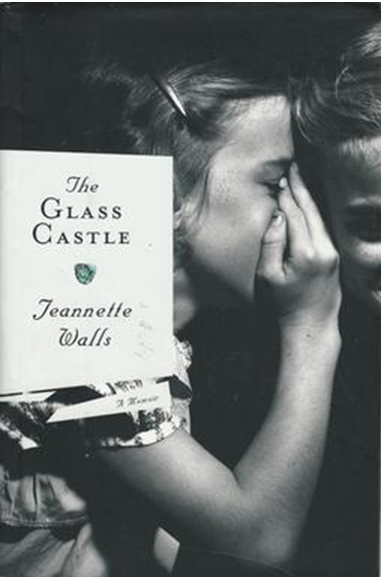 The
GLASS
CASTLE
Jeannette
Walls
A Memoir